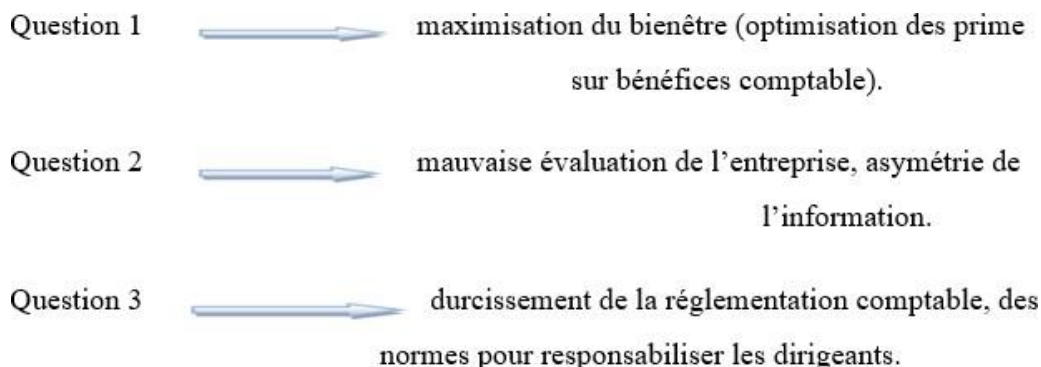 Question 1 maximisation du bienêtre (optimisation des prime
sur bénéfices comptable).
Question 2 mauvaise évaluation de l’entreprise, asymétrie de
l’information.
Question 3 durcissement de la réglementation comptable, des
normes pour responsabiliser les dirigeants.